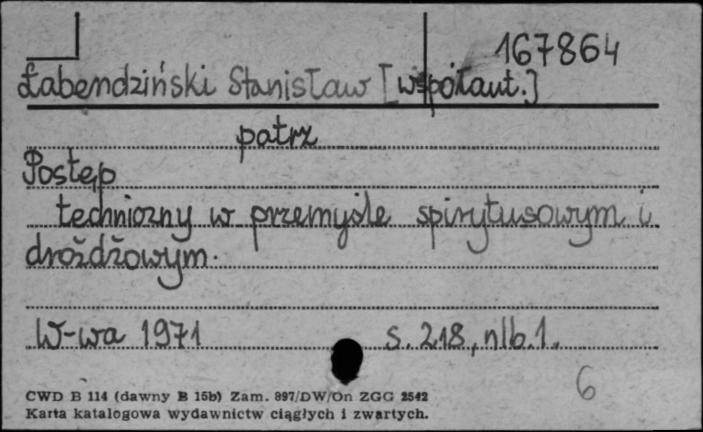 167864
Łabendziński Stanisław [współaut.]
patrz
Postęp
techniczny w przemyśle spirytusowym i
drożdżowym.
W-wa 1971 s. 218, nlb. 1.
6
CWD B 114 (dawny B 15b) Zam. 897/DW/On ZGG 2542
Karta katalogowa wydawnictw ciągłych i zwartych.